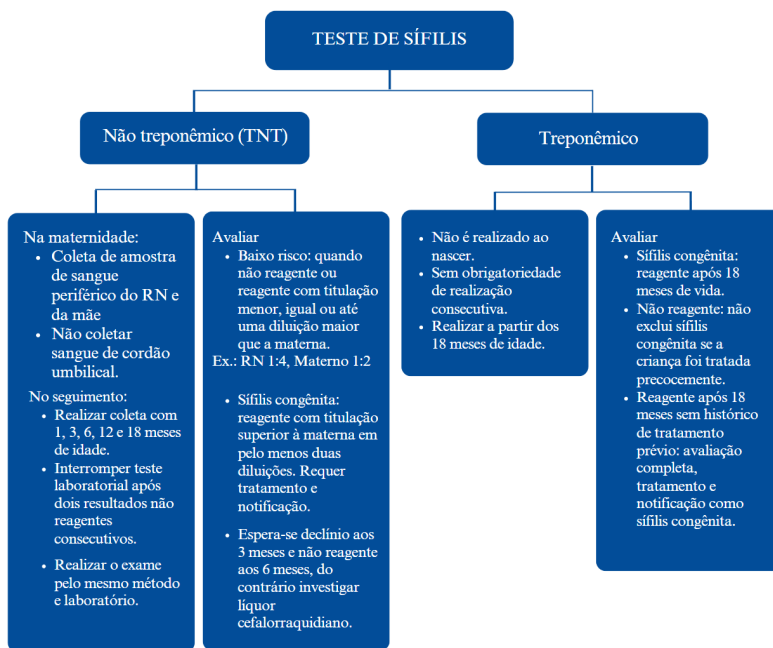 TESTE DE SÍFILIS
Não treponêmico (TNT)
Treponêmico
Na maternidade:
• Coleta de amostra
de sangue
periférico do RN e
da mãe
• Não coletar
sangue de cordão
umbilical.
No seguimento:
• Realizar coleta com
1, 3, 6, 12 e 18 meses
de idade.
• Interromper teste
laboratorial após
dois resultados não
reagentes
consecutivos.
• Realizar o exame
pelo mesmo método
e laboratório.
Avaliar
• Baixo risco: quando
não reagente ou
reagente com titulação
menor, igual ou até
uma diluição maior
que a materna.
Ex.: RN 1:4, Materno 1:2
• Sífilis congênita:
reagente com titulação
superior à materna em
pelo menos duas
diluições. Requer
tratamento e
notificação.
• Espera-se declínio aos
3 meses e não reagente
aos 6 meses, do
contrário investigar
líquor
cefalorraquidiano.
• Não é realizado ao
nascer.
• Sem obrigatoriedade
de realização
consecutiva.
• Realizar a partir dos
18 meses de idade.
Avaliar
• Sífilis congênita:
reagente após 18
meses de vida.
• Não reagente: não
exclui sífilis
congênita se a
criança foi tratada
precocemente.
• Reagente após 18
meses sem histórico
de tratamento
prévio: avaliação
completa,
tratamento e
notificação como
sífilis congênita.